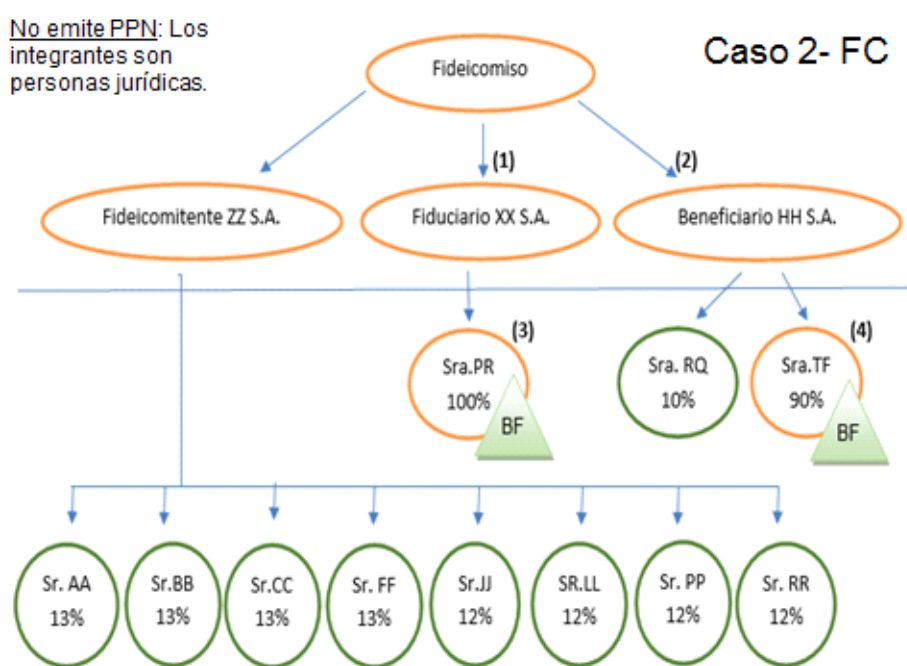 No emite PPN: Los
integrantes son
personas jurídicas.
Caso 2- FC
Fideicomiso
(1)
(2)
Fideicomitente ZZ S.A.
Fiduciario XX S.A.
Beneficiario HH S.A.
(3)
(4)
Sra.PR
100%
BF
Sra. RQ
10%
Sra.TF
90%
BF
Sr. AA
13%
Sr.BB
13%
Sr.CC
13%
Sr. FF
13%
Sr.JJ
12%
SR.LL
12%
Sr. PP
12%
Sr. RR
12%